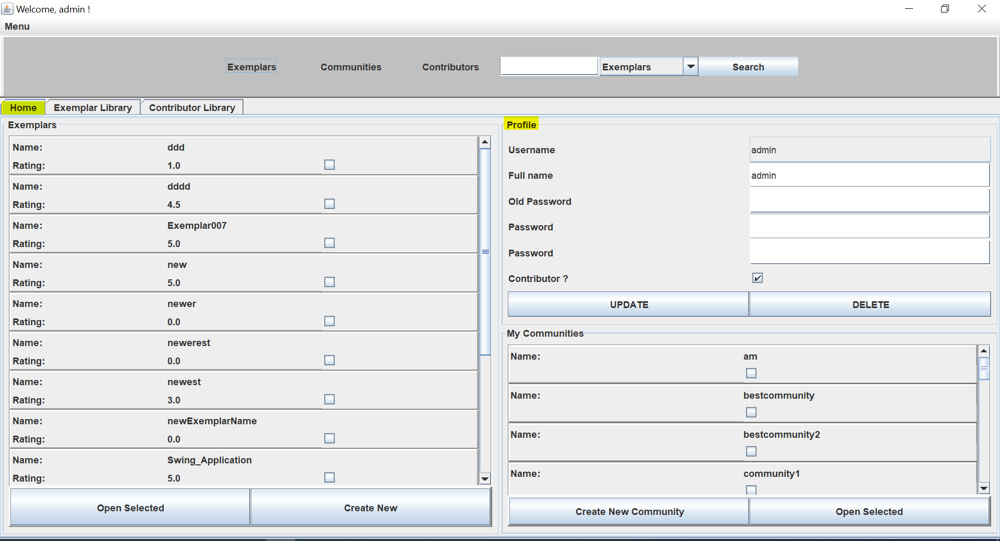 Welcome, admin !
Menu
Exemplars Communities Contributors Exemplars Search
Home Exemplar Library Contributor Library
Exemplars
Name: ddd
Rating: 1.0
Name: dddd
Rating: 4.5
Name: Exemplar007
Rating: 5.0
Name: new
Rating: 5.0
Name: newer
Rating: 0.0
Name: newerest
Rating: 0.0
Name: newest
Rating: 3.0
Name: newExemplarName
Rating: 0.0
Name: Swing_Application
Rating: 5.0
Open Selected Create New
Profile
Username admin
Full name admin
Old Password
Password
Password
Contributor ?
UPDATE DELETE
My Communities
Name: am
Name: bestcommunity
Name: bestcommunity2
Name: community1
Create New Community Open Selected